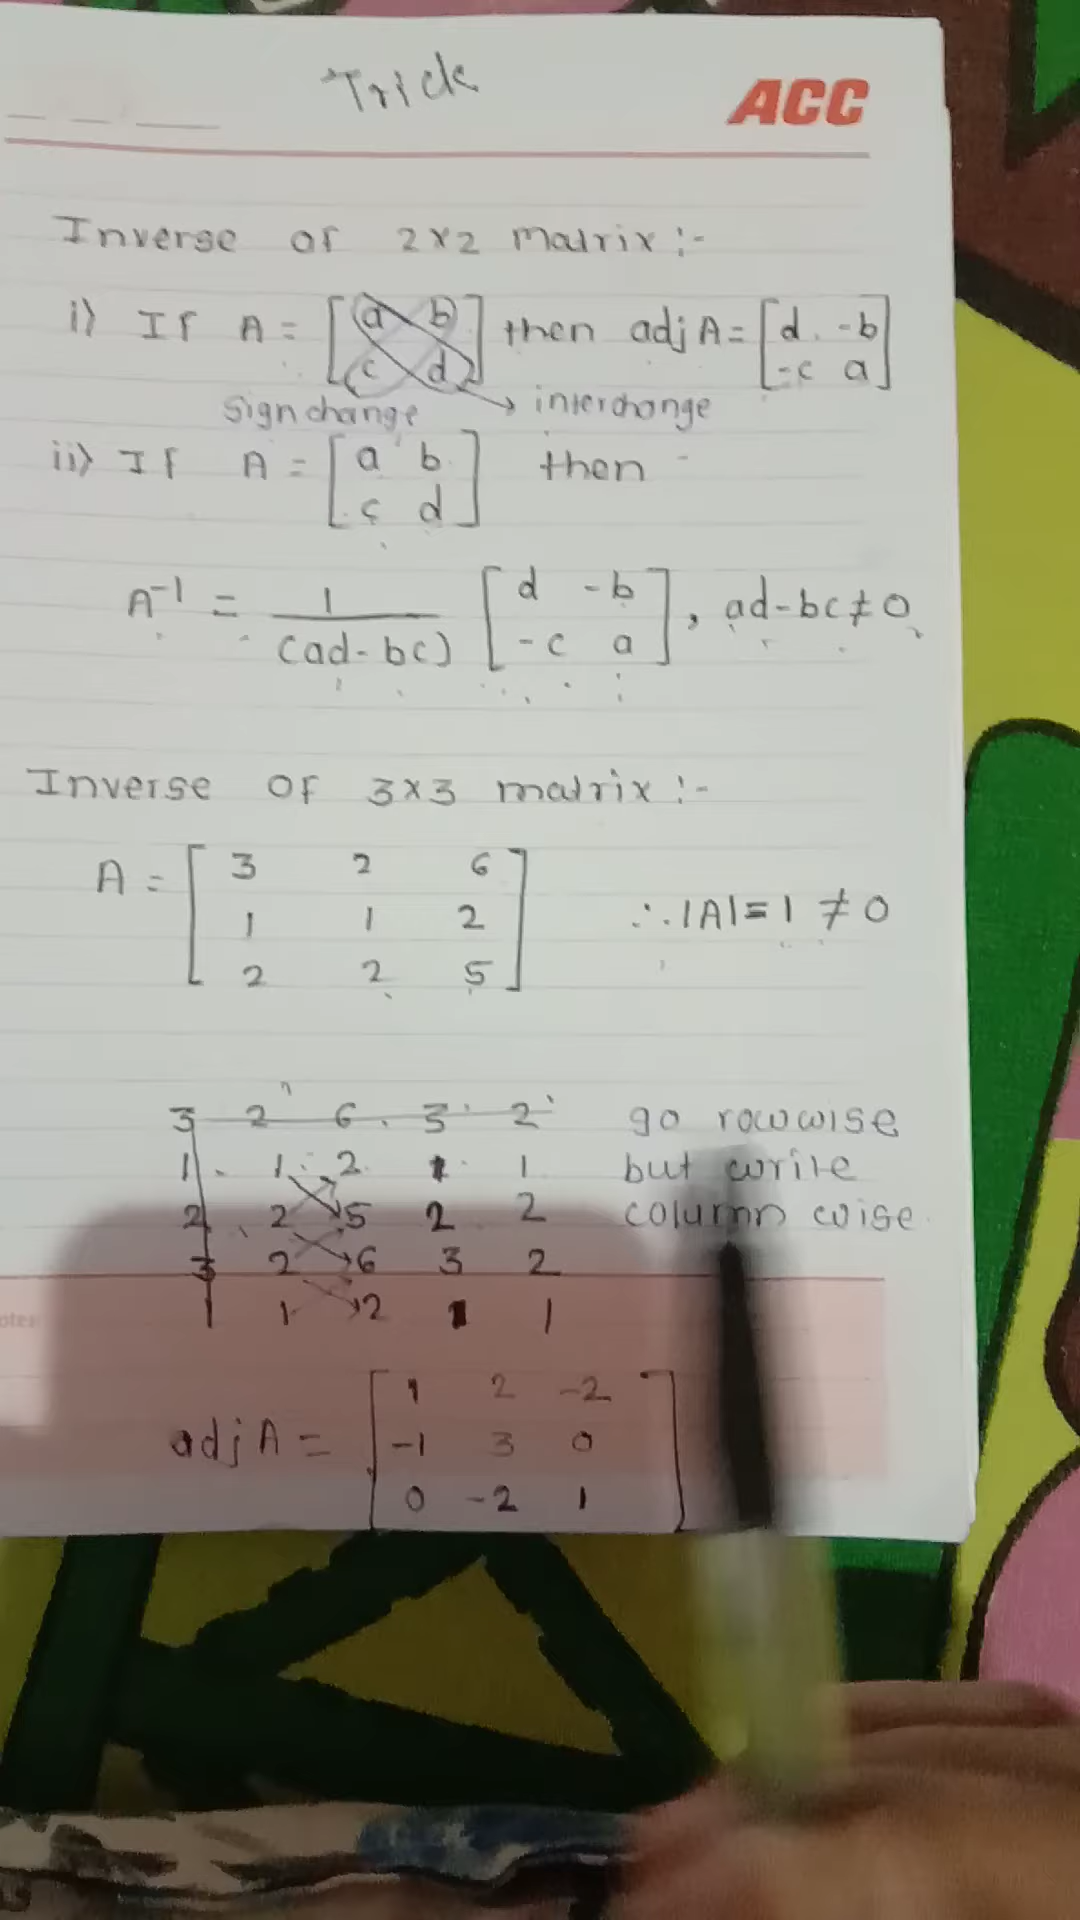 Trick
ACC
Inverse of 2x2 matrix :-
i) If A = [a b; c d] then adj A = [d -b; -c a]
sign change → interchange
ii) If A = [a b; c d] then
A⁻¹ = 1/(ad-bc) [d -b; -c a], ad-bc≠0
Inverse of 3x3 matrix :-
A = [3 2 6; 1 1 2; 2 2 5] ∴ |A| = 1 ≠ 0
3 2 6 3 2 go rowwise
1 1 2 1 1 but write
2 2 5 2 2 column wise.
3 2 6 3 2
1 1 2 1 1
adj A = [1 2 -2; -1 3 0; 0 -2 1]